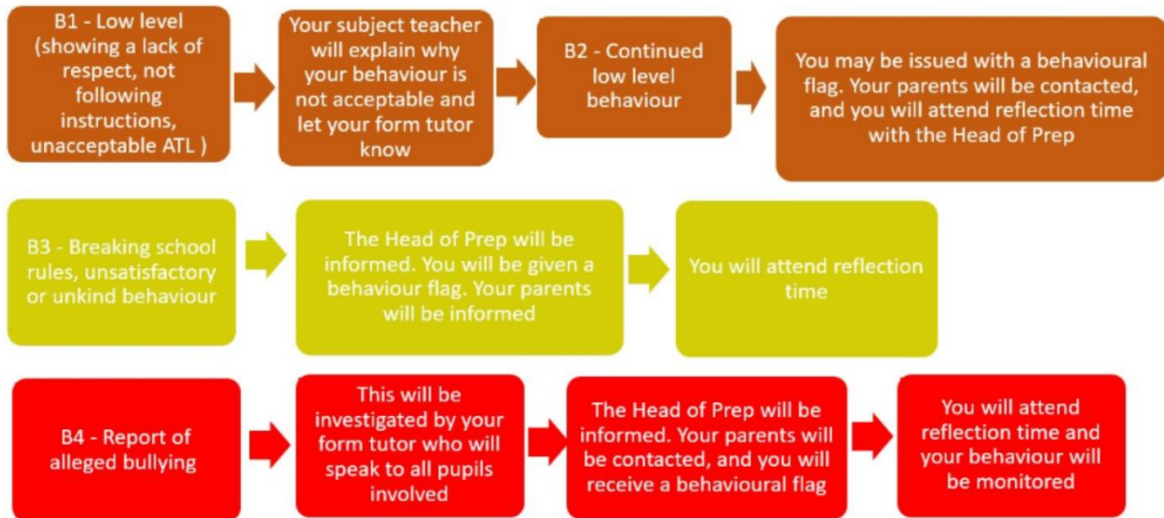 B1 - Low level
(showing a lack of
respect, not
following
instructions,
unacceptable ATL )
Your subject teacher
will explain why
your behaviour is
not acceptable and
let your form tutor
know
B2 - Continued
low level
behaviour
You may be issued with a behavioural
flag. Your parents will be contacted,
and you will attend reflection time
with the Head of Prep
B3 - Breaking school
rules, unsatisfactory
or unkind behaviour
The Head of Prep will be
informed. You will be given a
behaviour flag. Your parents
will be informed
You will attend reflection
time
B4 - Report of
alleged bullying
This will be
investigated by your
form tutor who will
speak to all pupils
involved
The Head of Prep will be
informed. Your parents will
be contacted, and you will
receive a behavioural flag
You will attend
reflection time and
your behaviour will
be monitored